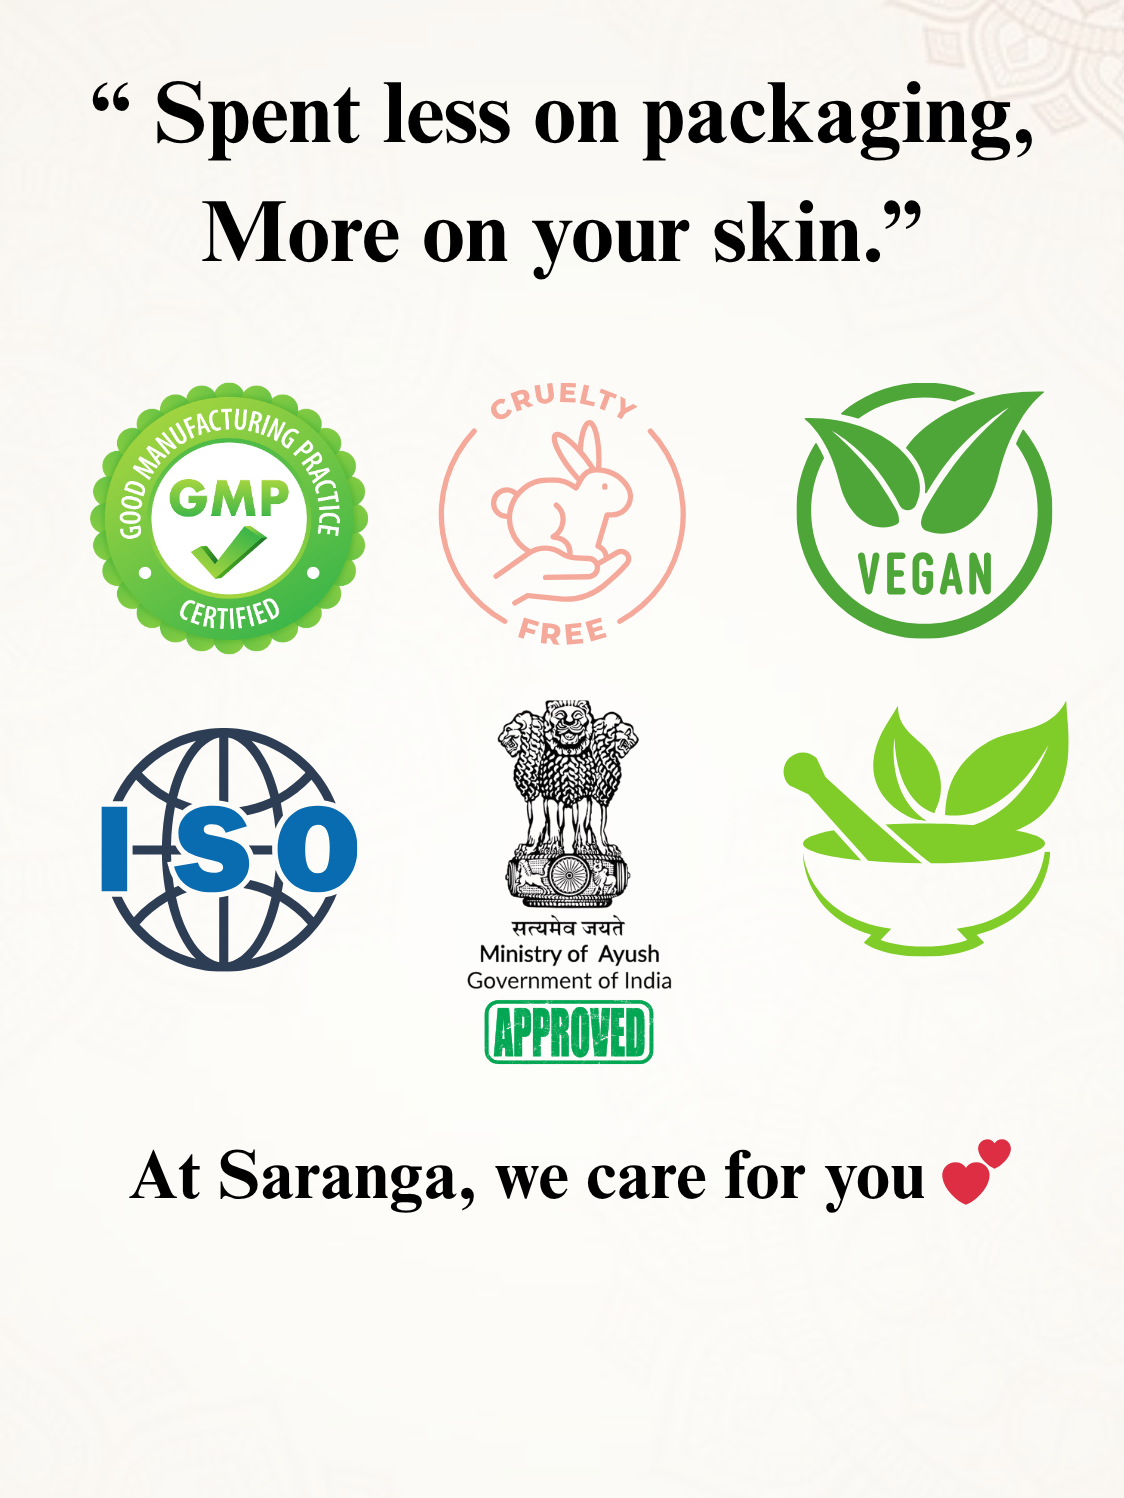 “ Spent less on packaging,
More on your skin.”
GOOD MANUFACTURING PRACTICE
GMP
CERTIFIED
CRUELTY
FREE
VEGAN
ISO
सत्यमेव जयते
Ministry of Ayush
Government of India
APPROVED
At Saranga, we care for you 💕